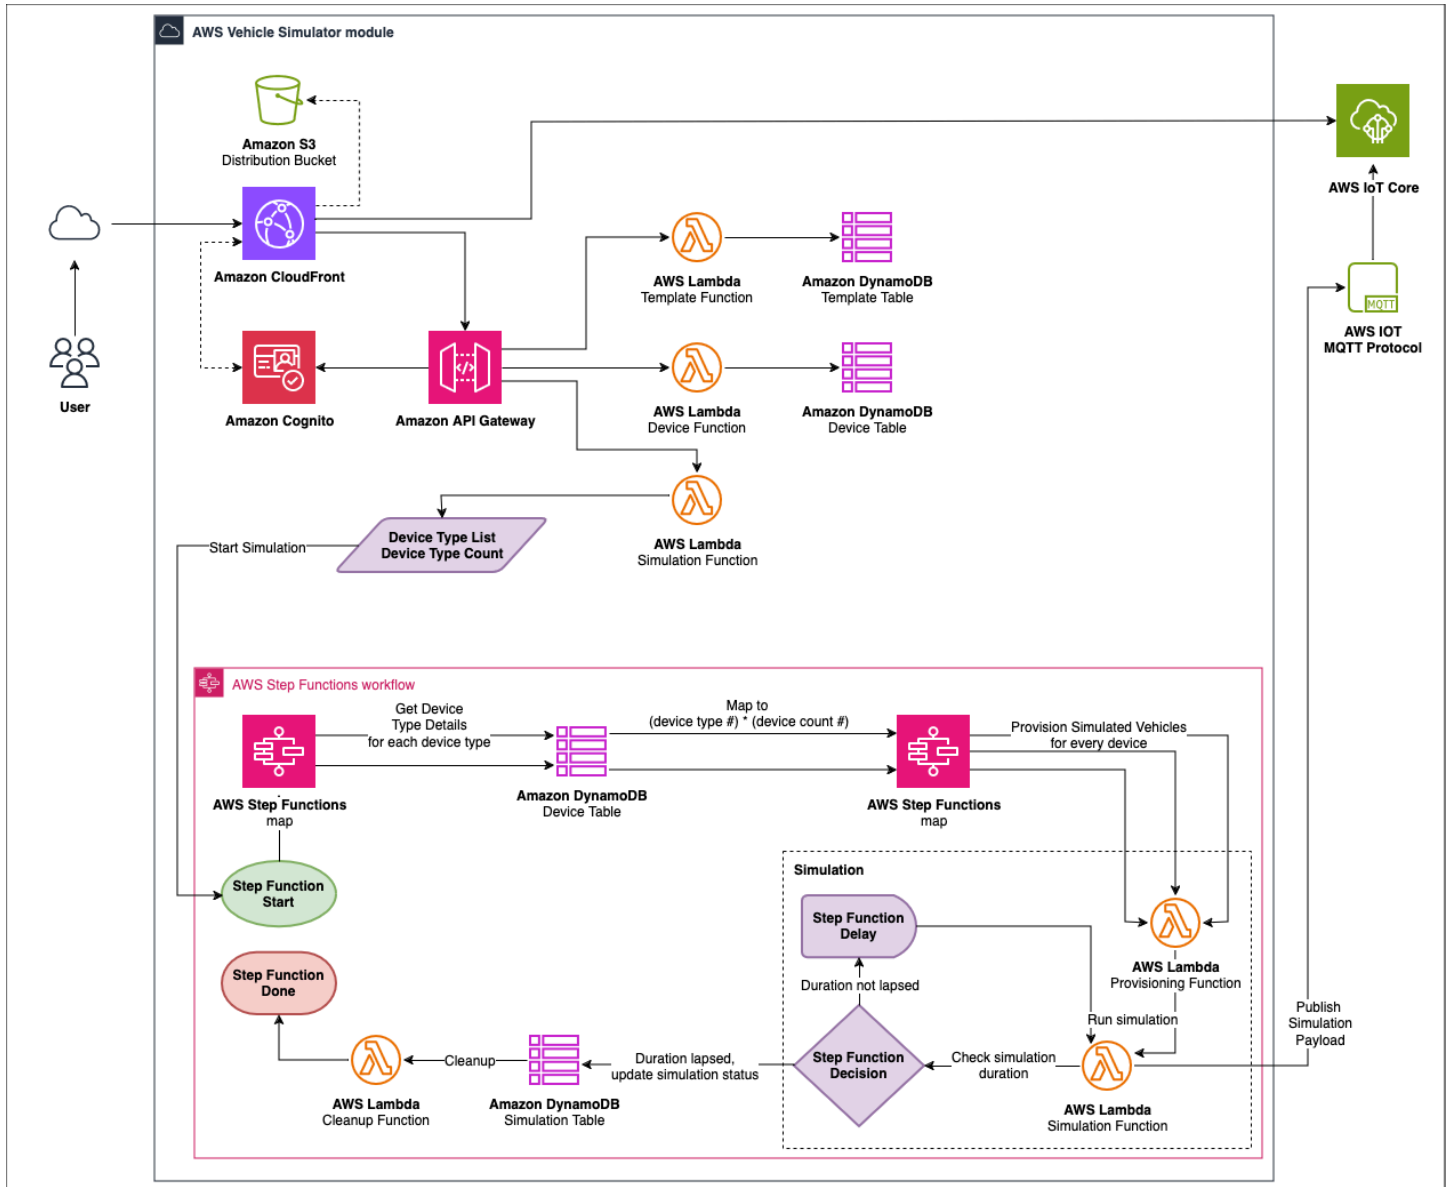 AWS Vehicle Simulator module
Amazon S3
Distribution Bucket
AWS IoT Core
Amazon CloudFront
AWS Lambda
Template Function
Amazon DynamoDB
Template Table
MQTT
AWS IOT
MQTT Protocol
User
Amazon Cognito
Amazon API Gateway
AWS Lambda
Device Function
Amazon DynamoDB
Device Table
Device Type List
Device Type Count
Start Simulation
AWS Lambda
Simulation Function
AWS Step Functions workflow
Get Device
Type Details
for each device type
Map to
(device type #) * (device count #)
Provision Simulated Vehicles
for every device
AWS Step Functions
map
Amazon DynamoDB
Device Table
AWS Step Functions
map
Step Function
Start
Simulation
Step Function
Delay
AWS Lambda
Provisioning Function
Step Function
Done
Duration not lapsed
Run simulation
Publish
Simulation
Payload
Cleanup
Duration lapsed,
update simulation status
Step Function
Decision
Check simulation
duration
AWS Lambda
Cleanup Function
Amazon DynamoDB
Simulation Table
AWS Lambda
Simulation Function